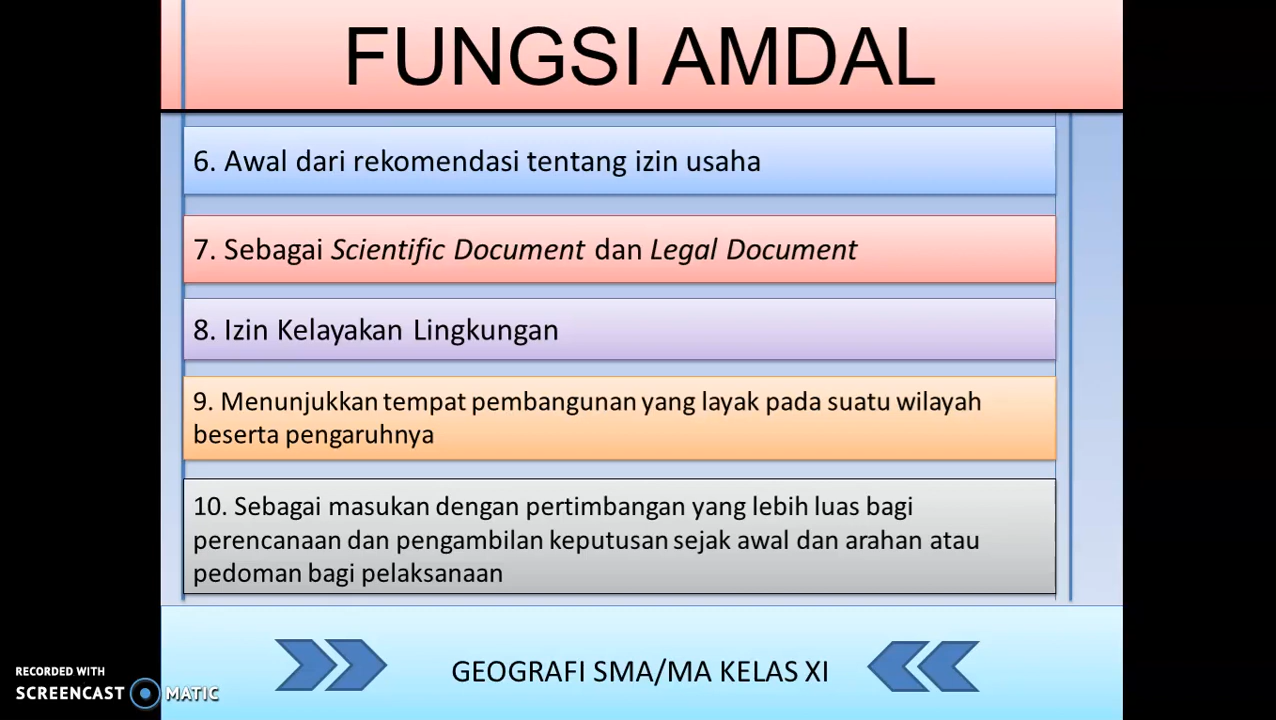 FUNGSI AMDAL
6. Awal dari rekomendasi tentang izin usaha
7. Sebagai Scientific Document dan Legal Document
8. Izin Kelayakan Lingkungan
9. Menunjukkan tempat pembangunan yang layak pada suatu wilayah
beserta pengaruhnya
10. Sebagai masukan dengan pertimbangan yang lebih luas bagi
perencanaan dan pengambilan keputusan sejak awal dan arahan atau
pedoman bagi pelaksanaan
GEOGRAFI SMA/MA KELAS XI
RECORDED WITH
SCREENCAST MATIC